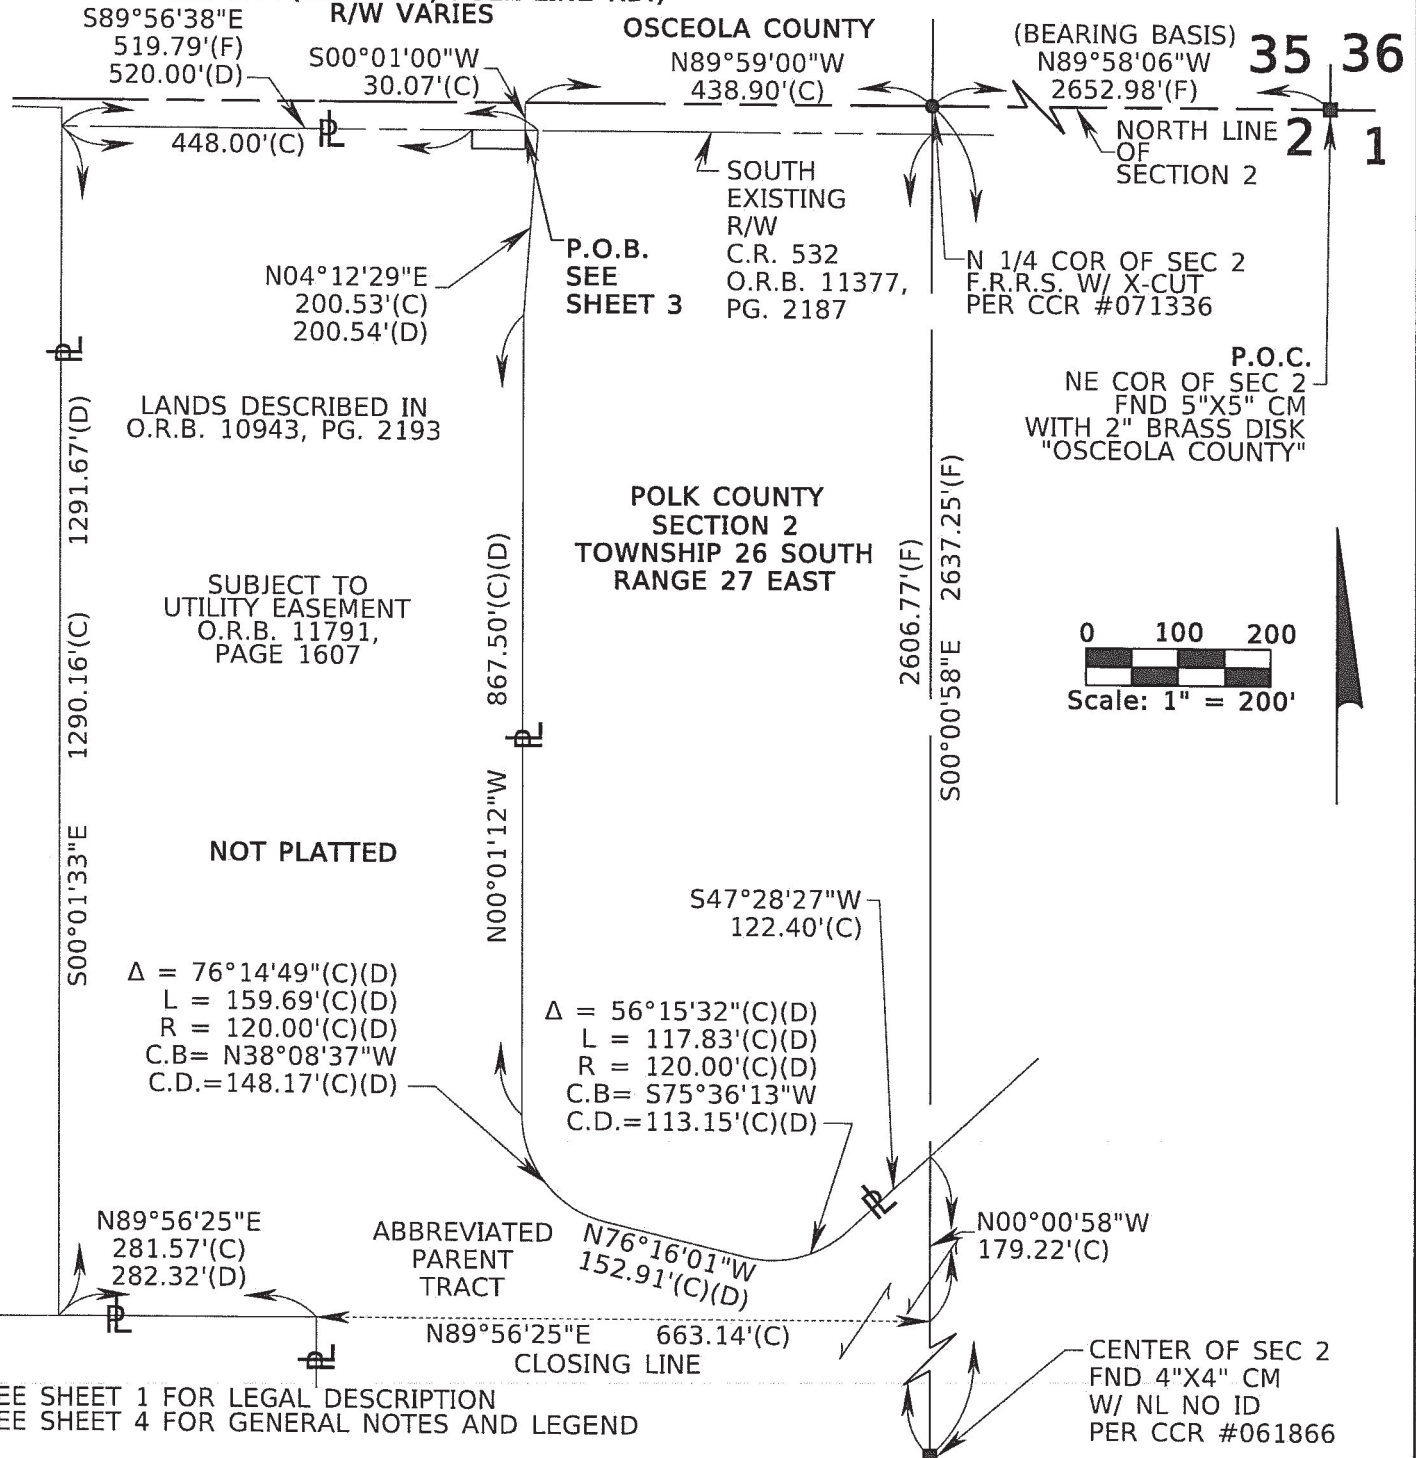 R/W VARIES
S89°56'38"E
519.79'(F)
520.00'(D)
S00°01'00"W
30.07'(C)
OSCEOLA COUNTY
N89°59'00"W
438.90'(C)
(BEARING BASIS)
N89°58'06"W
2652.98'(F)
35 36
2 1
NORTH LINE
OF
SECTION 2
448.00'(C)
PL
SOUTH
EXISTING
R/W
C.R. 532
O.R.B. 11377,
PG. 2187
P.O.B.
SEE
SHEET 3
N04°12'29"E
200.53'(C)
200.54'(D)
N 1/4 COR OF SEC 2
F.R.R.S. W/ X-CUT
PER CCR #071336
P.O.C.
NE COR OF SEC 2
FND 5"X5" CM
WITH 2" BRASS DISK
"OSCEOLA COUNTY"
PL
LANDS DESCRIBED IN
O.R.B. 10943, PG. 2193
S00°01'33"E 1290.16'(C) 1291.67'(D)
POLK COUNTY
SECTION 2
TOWNSHIP 26 SOUTH
RANGE 27 EAST
SUBJECT TO
UTILITY EASEMENT
O.R.B. 11791,
PAGE 1607
N00°01'12"W 867.50'(C)(D)
PL
2606.77'(F)
S00°00'58"E 2637.25'(F)
0 100 200
Scale: 1" = 200'
NOT PLATTED
S47°28'27"W
122.40'(C)
Δ = 76°14'49"(C)(D)
L = 159.69'(C)(D)
R = 120.00'(C)(D)
C.B= N38°08'37"W
C.D.=148.17'(C)(D)
Δ = 56°15'32"(C)(D)
L = 117.83'(C)(D)
R = 120.00'(C)(D)
C.B= S75°36'13"W
C.D.=113.15'(C)(D)
PL
N89°56'25"E
281.57'(C)
282.32'(D)
PL
ABBREVIATED
PARENT
TRACT
N76°16'01"W
152.91'(C)(D)
N00°00'58"W
179.22'(C)
N89°56'25"E 663.14'(C)
CLOSING LINE
PL
CENTER OF SEC 2
FND 4"X4" CM
W/ NL NO ID
PER CCR #061866
EE SHEET 1 FOR LEGAL DESCRIPTION
EE SHEET 4 FOR GENERAL NOTES AND LEGEND